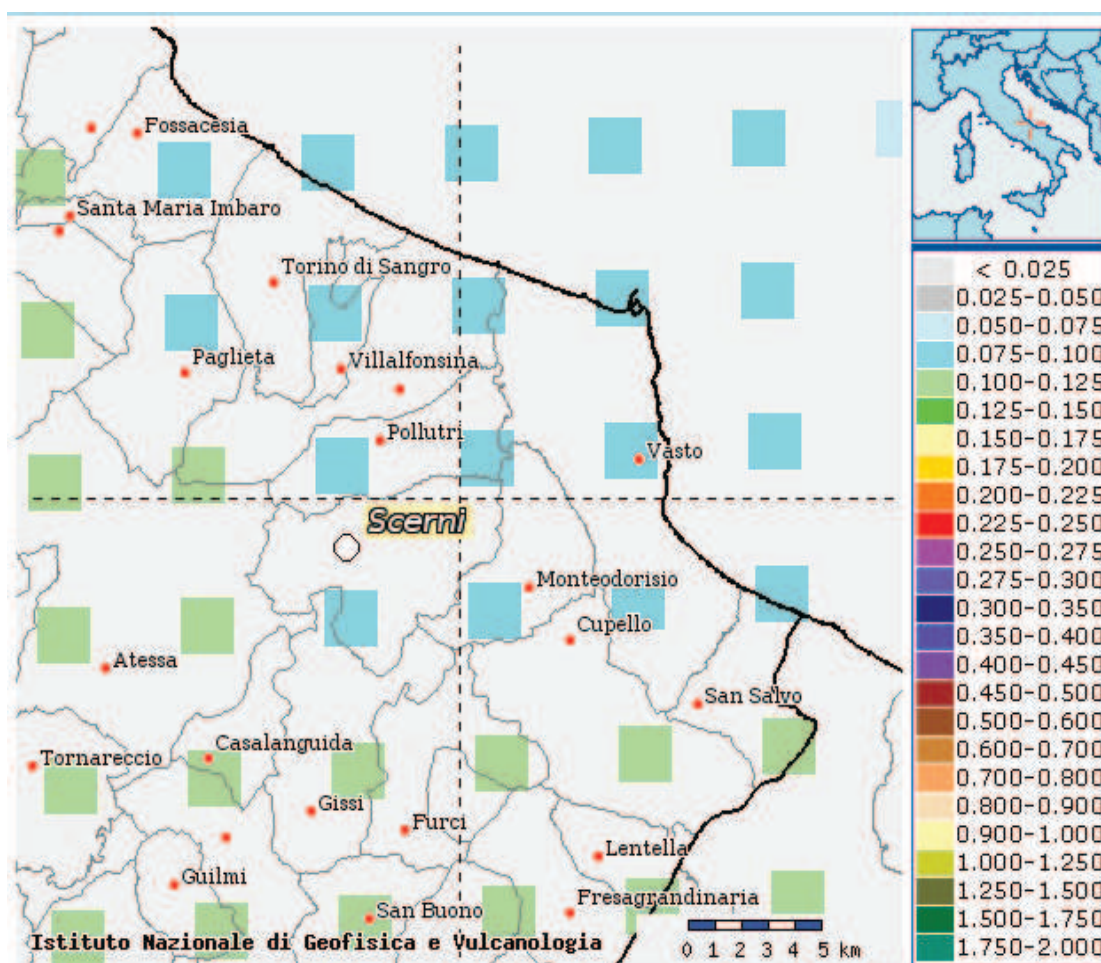 Fossacesia
Santa Maria Imbaro
Torino di Sangro
Paglieta
Villalfonsina
Pollutri
Vasto
Scerni
Monteodorisio
Cupello
Atessa
San Salvo
Tornareccio
Casalanguida
Gissi
Furci
Lentella
Guilmi
Fresagrandinaria
San Buono
Istituto Nazionale di Geofisica e Vulcanologia
0 1 2 3 4 5 km
< 0.025
0.025-0.050
0.050-0.075
0.075-0.100
0.100-0.125
0.125-0.150
0.150-0.175
0.175-0.200
0.200-0.225
0.225-0.250
0.250-0.275
0.275-0.300
0.300-0.350
0.350-0.400
0.400-0.450
0.450-0.500
0.500-0.600
0.600-0.700
0.700-0.800
0.800-0.900
0.900-1.000
1.000-1.250
1.250-1.500
1.500-1.750
1.750-2.000